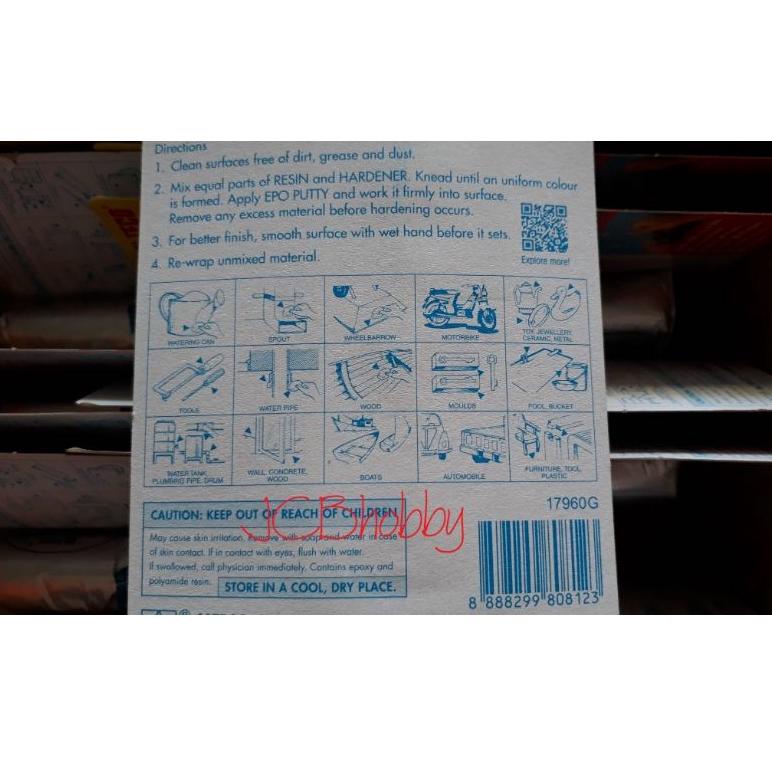 Directions
1. Clean surfaces free of dirt, grease and dust.
2. Mix equal parts of RESIN and HARDENER. Knead until an uniform colour
is formed. Apply EPO PUTTY and work it firmly into surface.
Remove any excess material before hardening occurs.
3. For better finish, smooth surface with wet hand before it sets.
4. Re-wrap unmixed material.
Explore more!
WATERING CAN
SPOUT
WHEELBARROW
MOTORBIKE
TOY, JEWELLERY
CERAMIC, METAL
TOOLS
WATER PIPE
WOOD
MOULDS
POOL, BUCKET
WATER TANK,
PLUMBING PIPE, DRUM
WALL, CONCRETE,
WOOD
BOATS
AUTOMOBILE
FURNITURE, TOOL,
PLASTIC
CAUTION: KEEP OUT OF REACH OF CHILDREN
May cause skin irritation. Remove with soap and water in case
of skin contact. If in contact with eyes, flush with water.
If swallowed, call physician immediately. Contains epoxy and
polyamide resin. STORE IN A COOL, DRY PLACE.
JCBhobby
17960G
8 888299 808123